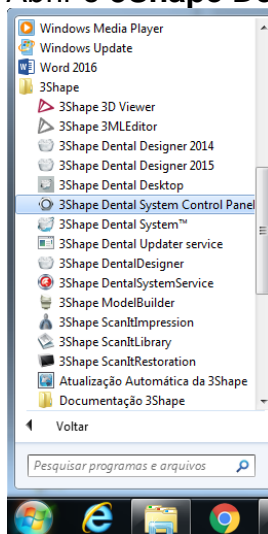 Abrir o 3Shape De
Windows Media Player
Windows Update
Word 2016
3Shape
3Shape 3D Viewer
3Shape 3MLEditor
3Shape Dental Designer 2014
3Shape Dental Designer 2015
3Shape Dental Desktop
3Shape Dental System Control Panel
3Shape Dental System™
3Shape Dental Updater service
3Shape DentalDesigner
3Shape DentalSystemService
3Shape ModelBuilder
3Shape ScanItImpression
3Shape ScanItLibrary
3Shape ScanItRestoration
Atualização Automática da 3Shape
Documentação 3Shape
Voltar
Pesquisar programas e arquivos